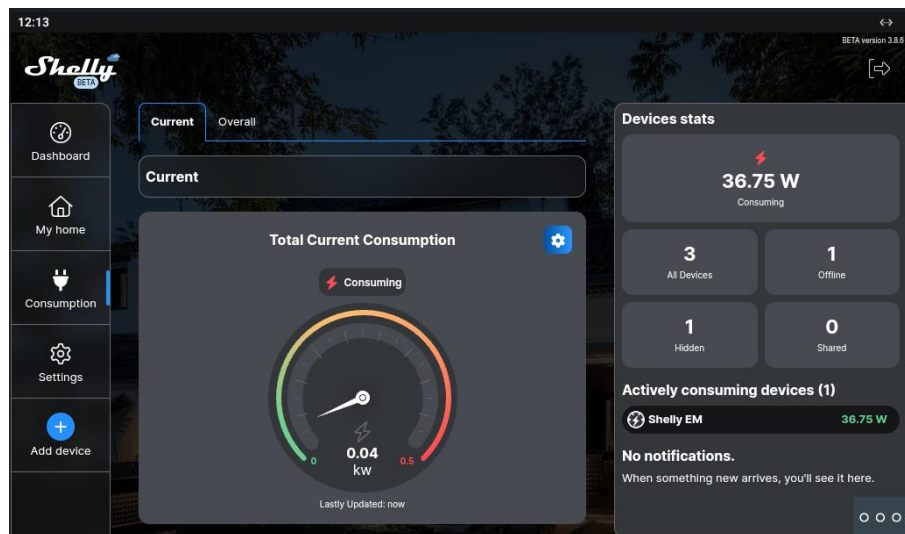 12:13
BETA version 3.8.6
Shelly
BETA
Dashboard
My home
Consumption
Settings
Add device
Current Overall
Current
Total Current Consumption
Consuming
0
0.5
0.04
kw
Lastly Updated: now
Devices stats
36.75 W
Consuming
3
All Devices
1
Offline
1
Hidden
0
Shared
Actively consuming devices (1)
Shelly EM 36.75 W
No notifications.
When something new arrives, you'll see it here.